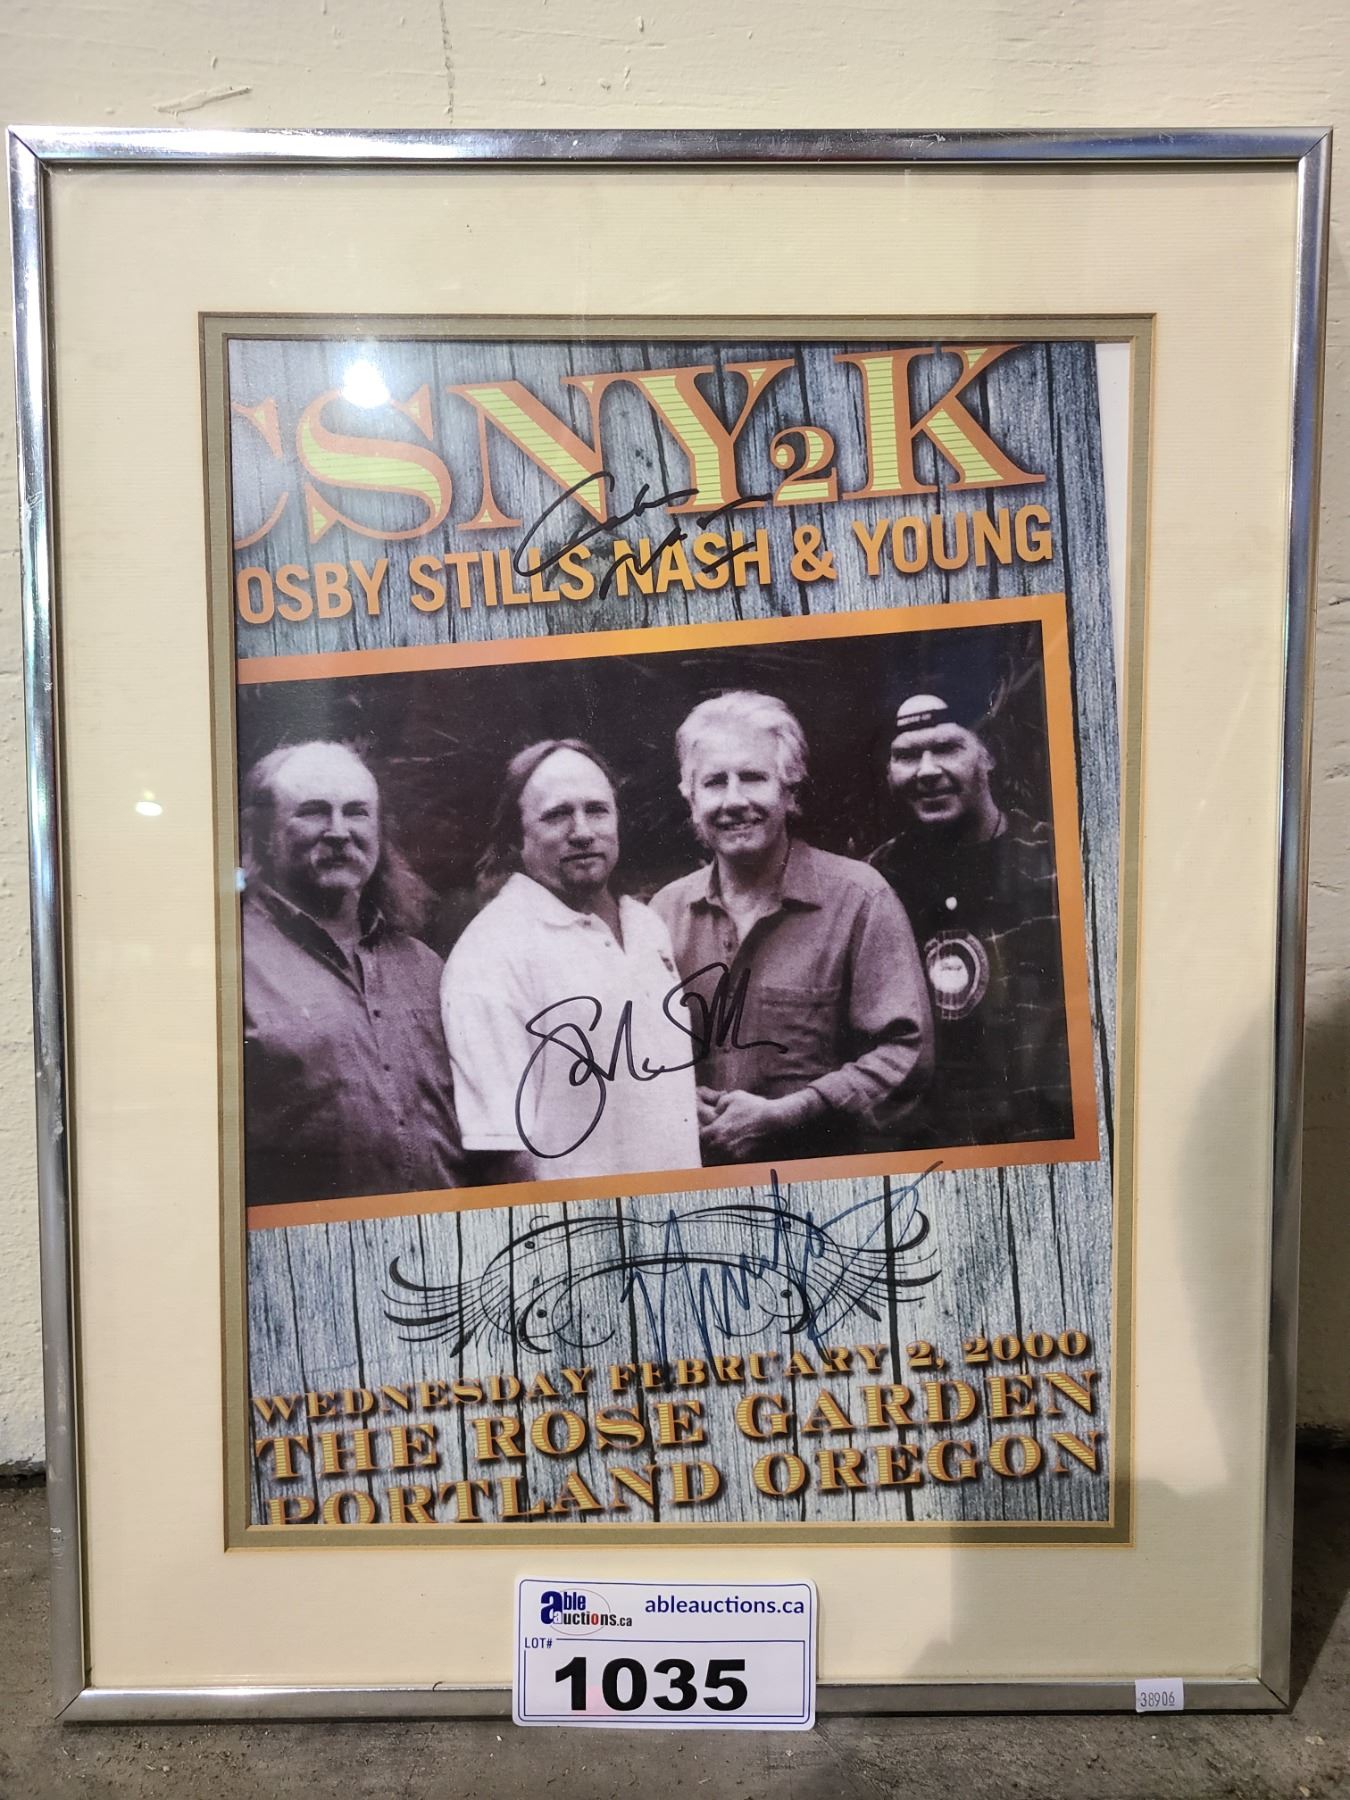 CSNY2K
OSBY STILLS NASH & YOUNG
WEDNESDAY FEBRUARY 2, 2000
THE ROSE GARDEN
PORTLAND OREGON
able auctions.ca
ableauctions.ca
LOT#
1035
38906